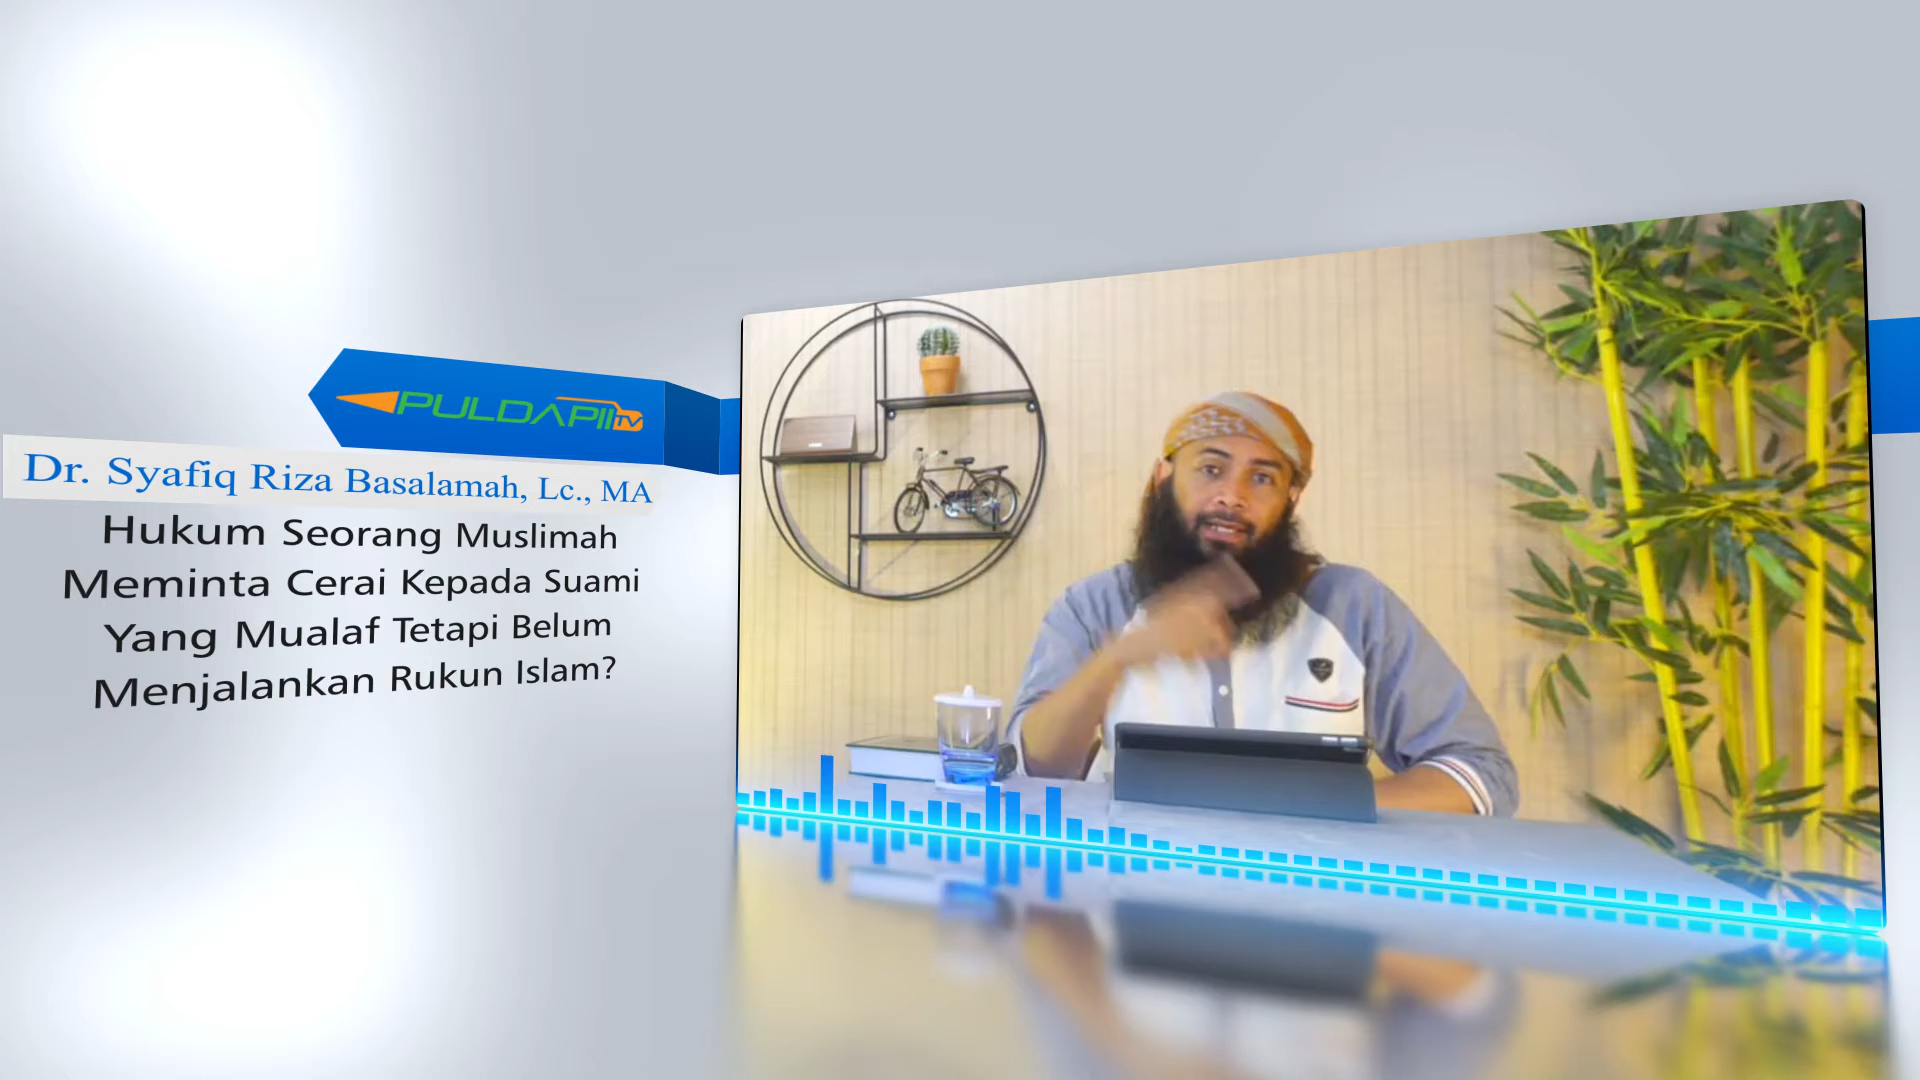 PULDAPII TV
Dr. Syafiq Riza Basalamah, Lc., MA
Hukum Seorang Muslimah
Meminta Cerai Kepada Suami
Yang Mualaf Tetapi Belum
Menjalankan Rukun Islam?